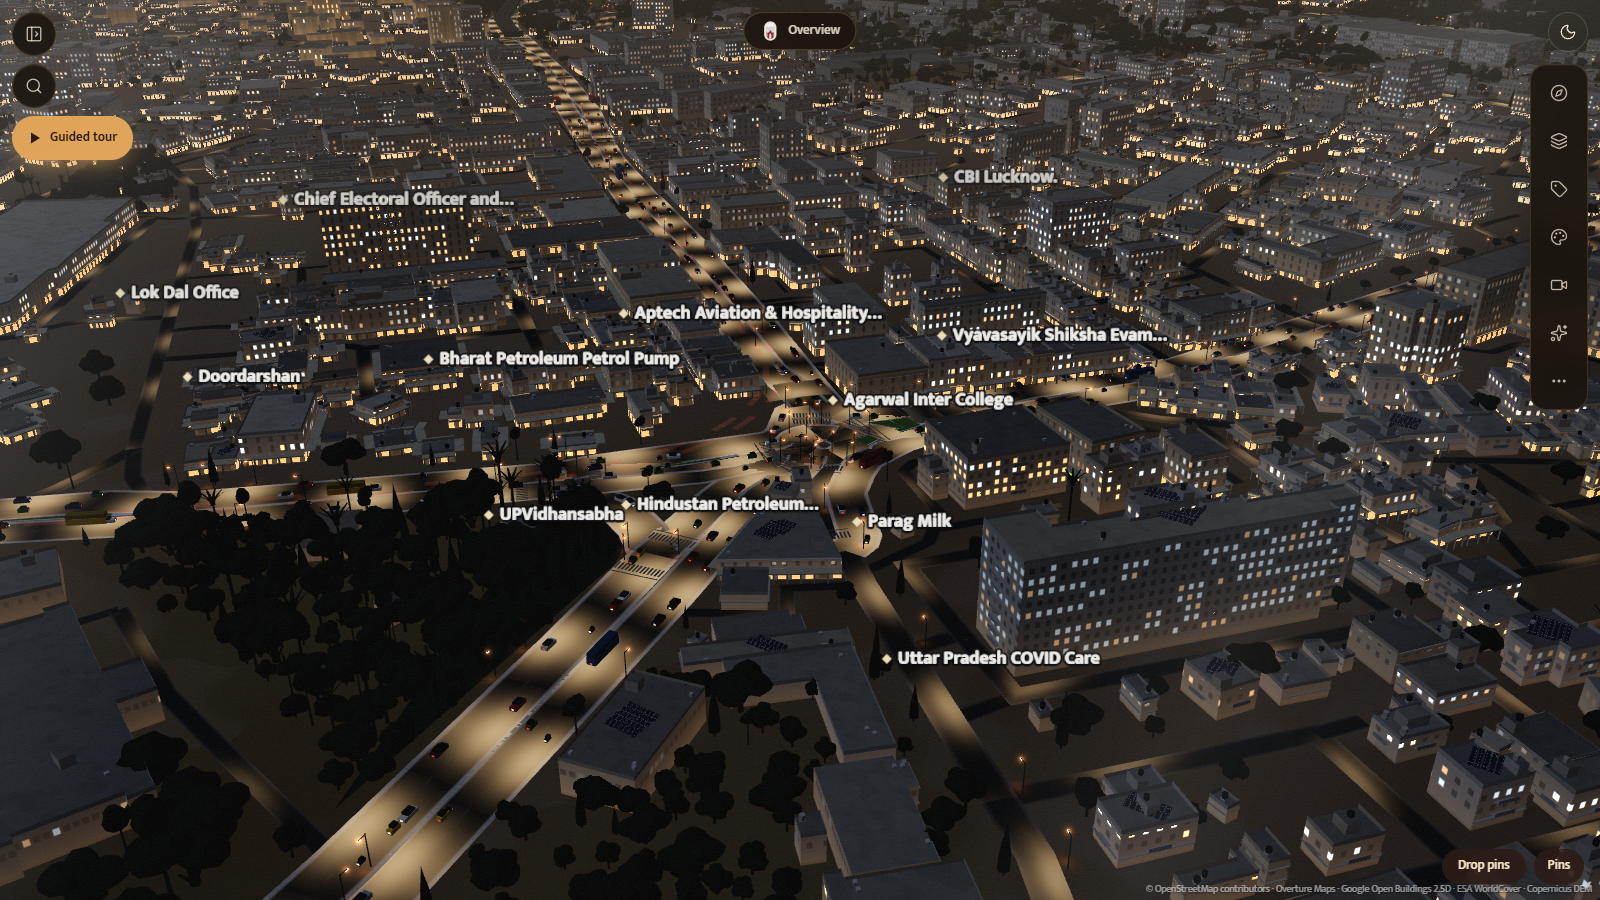 Overview
Guided tour
CBI Lucknow.
Chief Electoral Officer and...
Lok Dal Office
Aptech Aviation & Hospitality...
Vyavasayik Shiksha Evam...
Bharat Petroleum Petrol Pump
Doordarshan
Agarwal Inter College
Hindustan Petroleum...
UPVidhansabha
Parag Milk
Uttar Pradesh COVID Care
Drop pins
Pins
© OpenStreetMap contributors · Overture Maps · Google Open Buildings 2.5D · ESA WorldCover · Copernicus DEM